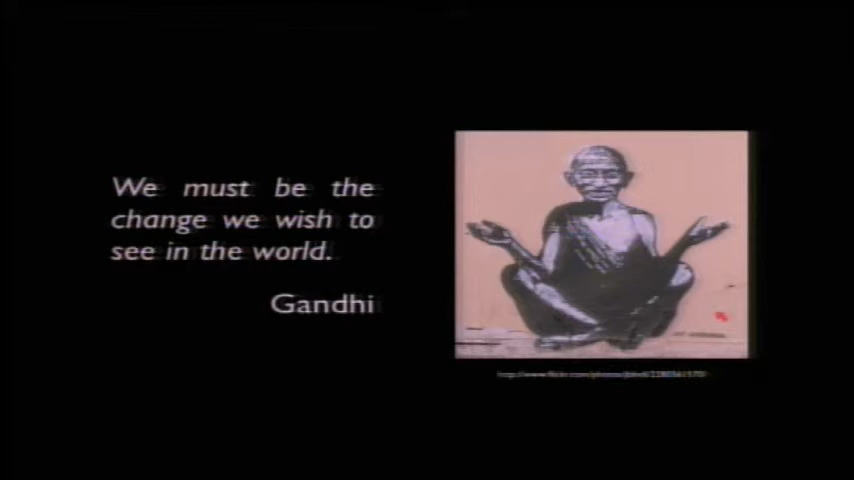 We must be the
change we wish to
see in the world.
Gandhi